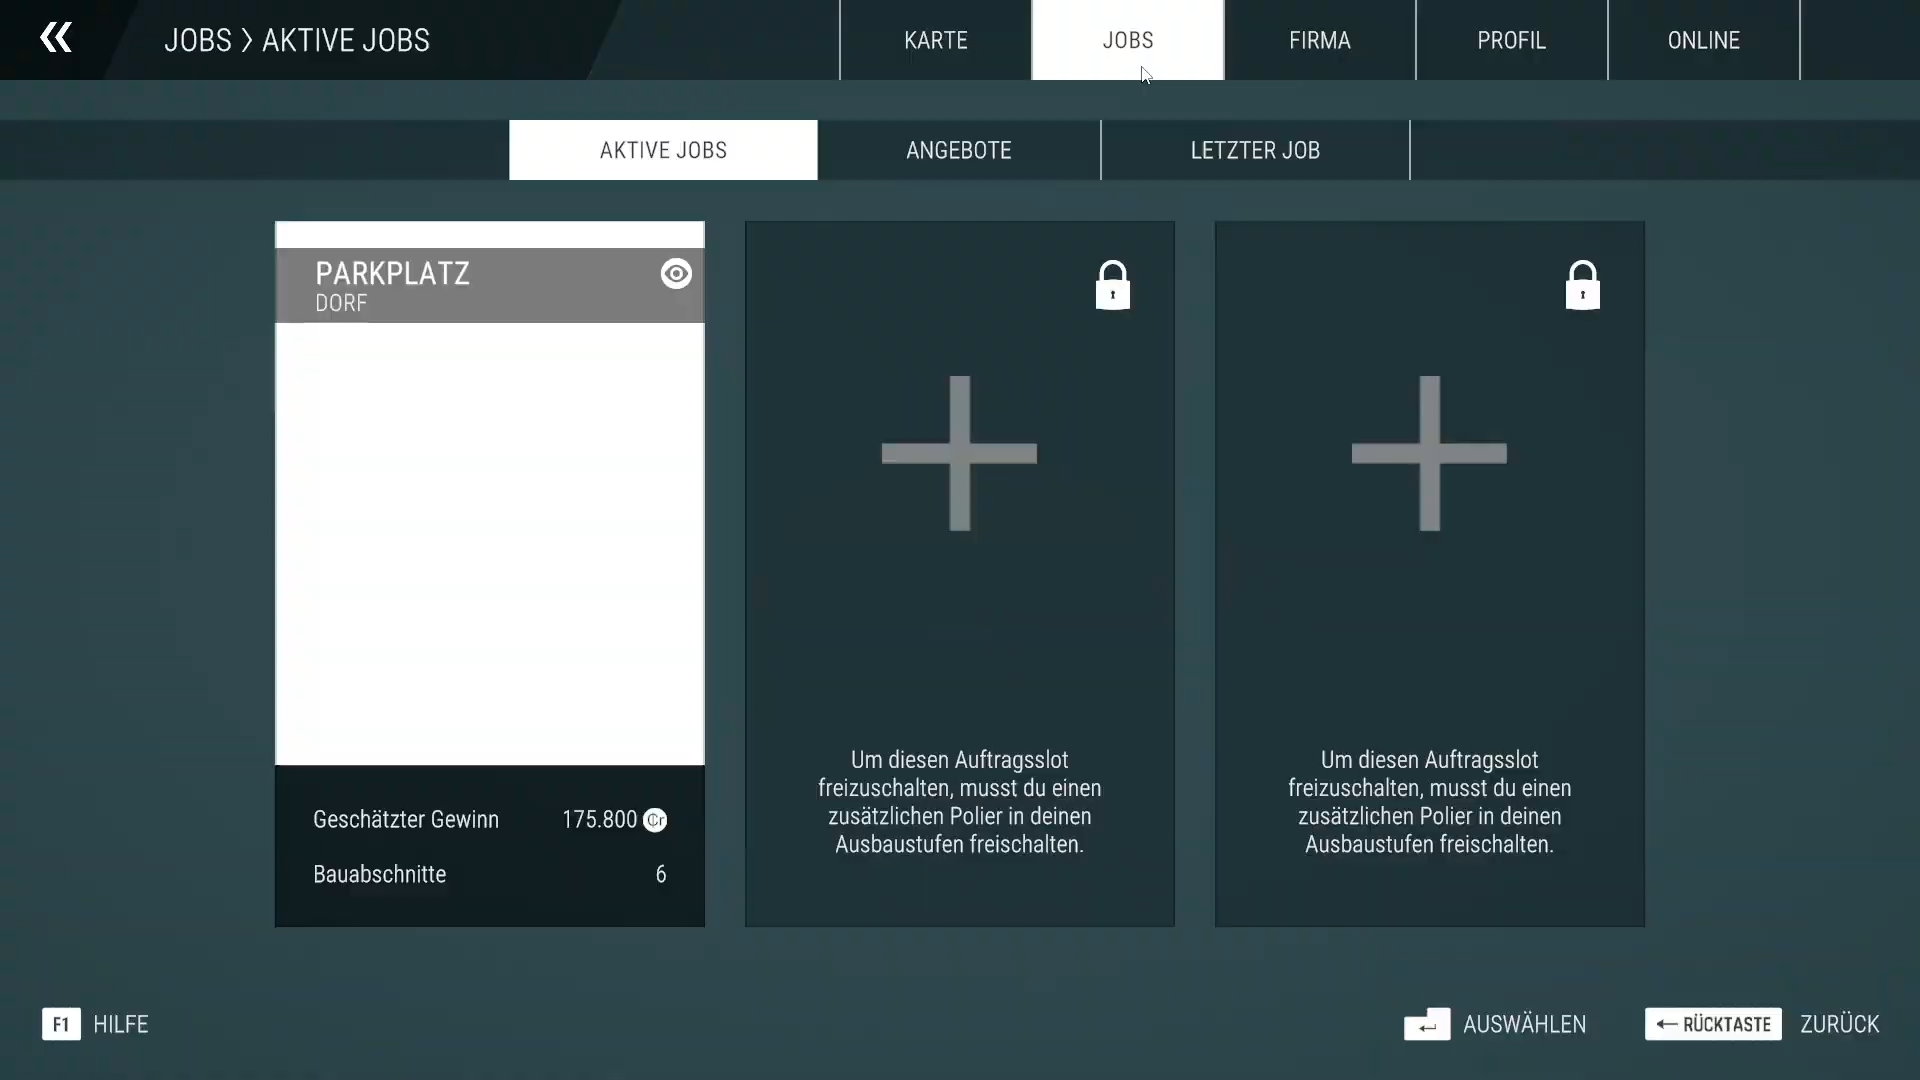 JOBS > AKTIVE JOBS
KARTE
JOBS
FIRMA
PROFIL
ONLINE
AKTIVE JOBS
ANGEBOTE
LETZTER JOB
PARKPLATZ
DORF
Geschätzter Gewinn 175.800 Cr
Bauabschnitte 6
Um diesen Auftragsslot
freizuschalten, musst du einen
zusätzlichen Polier in deinen
Ausbaustufen freischalten.
Um diesen Auftragsslot
freizuschalten, musst du einen
zusätzlichen Polier in deinen
Ausbaustufen freischalten.
F1 HILFE
AUSWÄHLEN
← RÜCKTASTE ZURÜCK